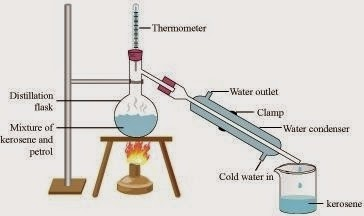 Thermometer
Distillation
flask
Mixture of
kerosene and
petrol
Water outlet
Clamp
Water condenser
Cold water in
kerosene